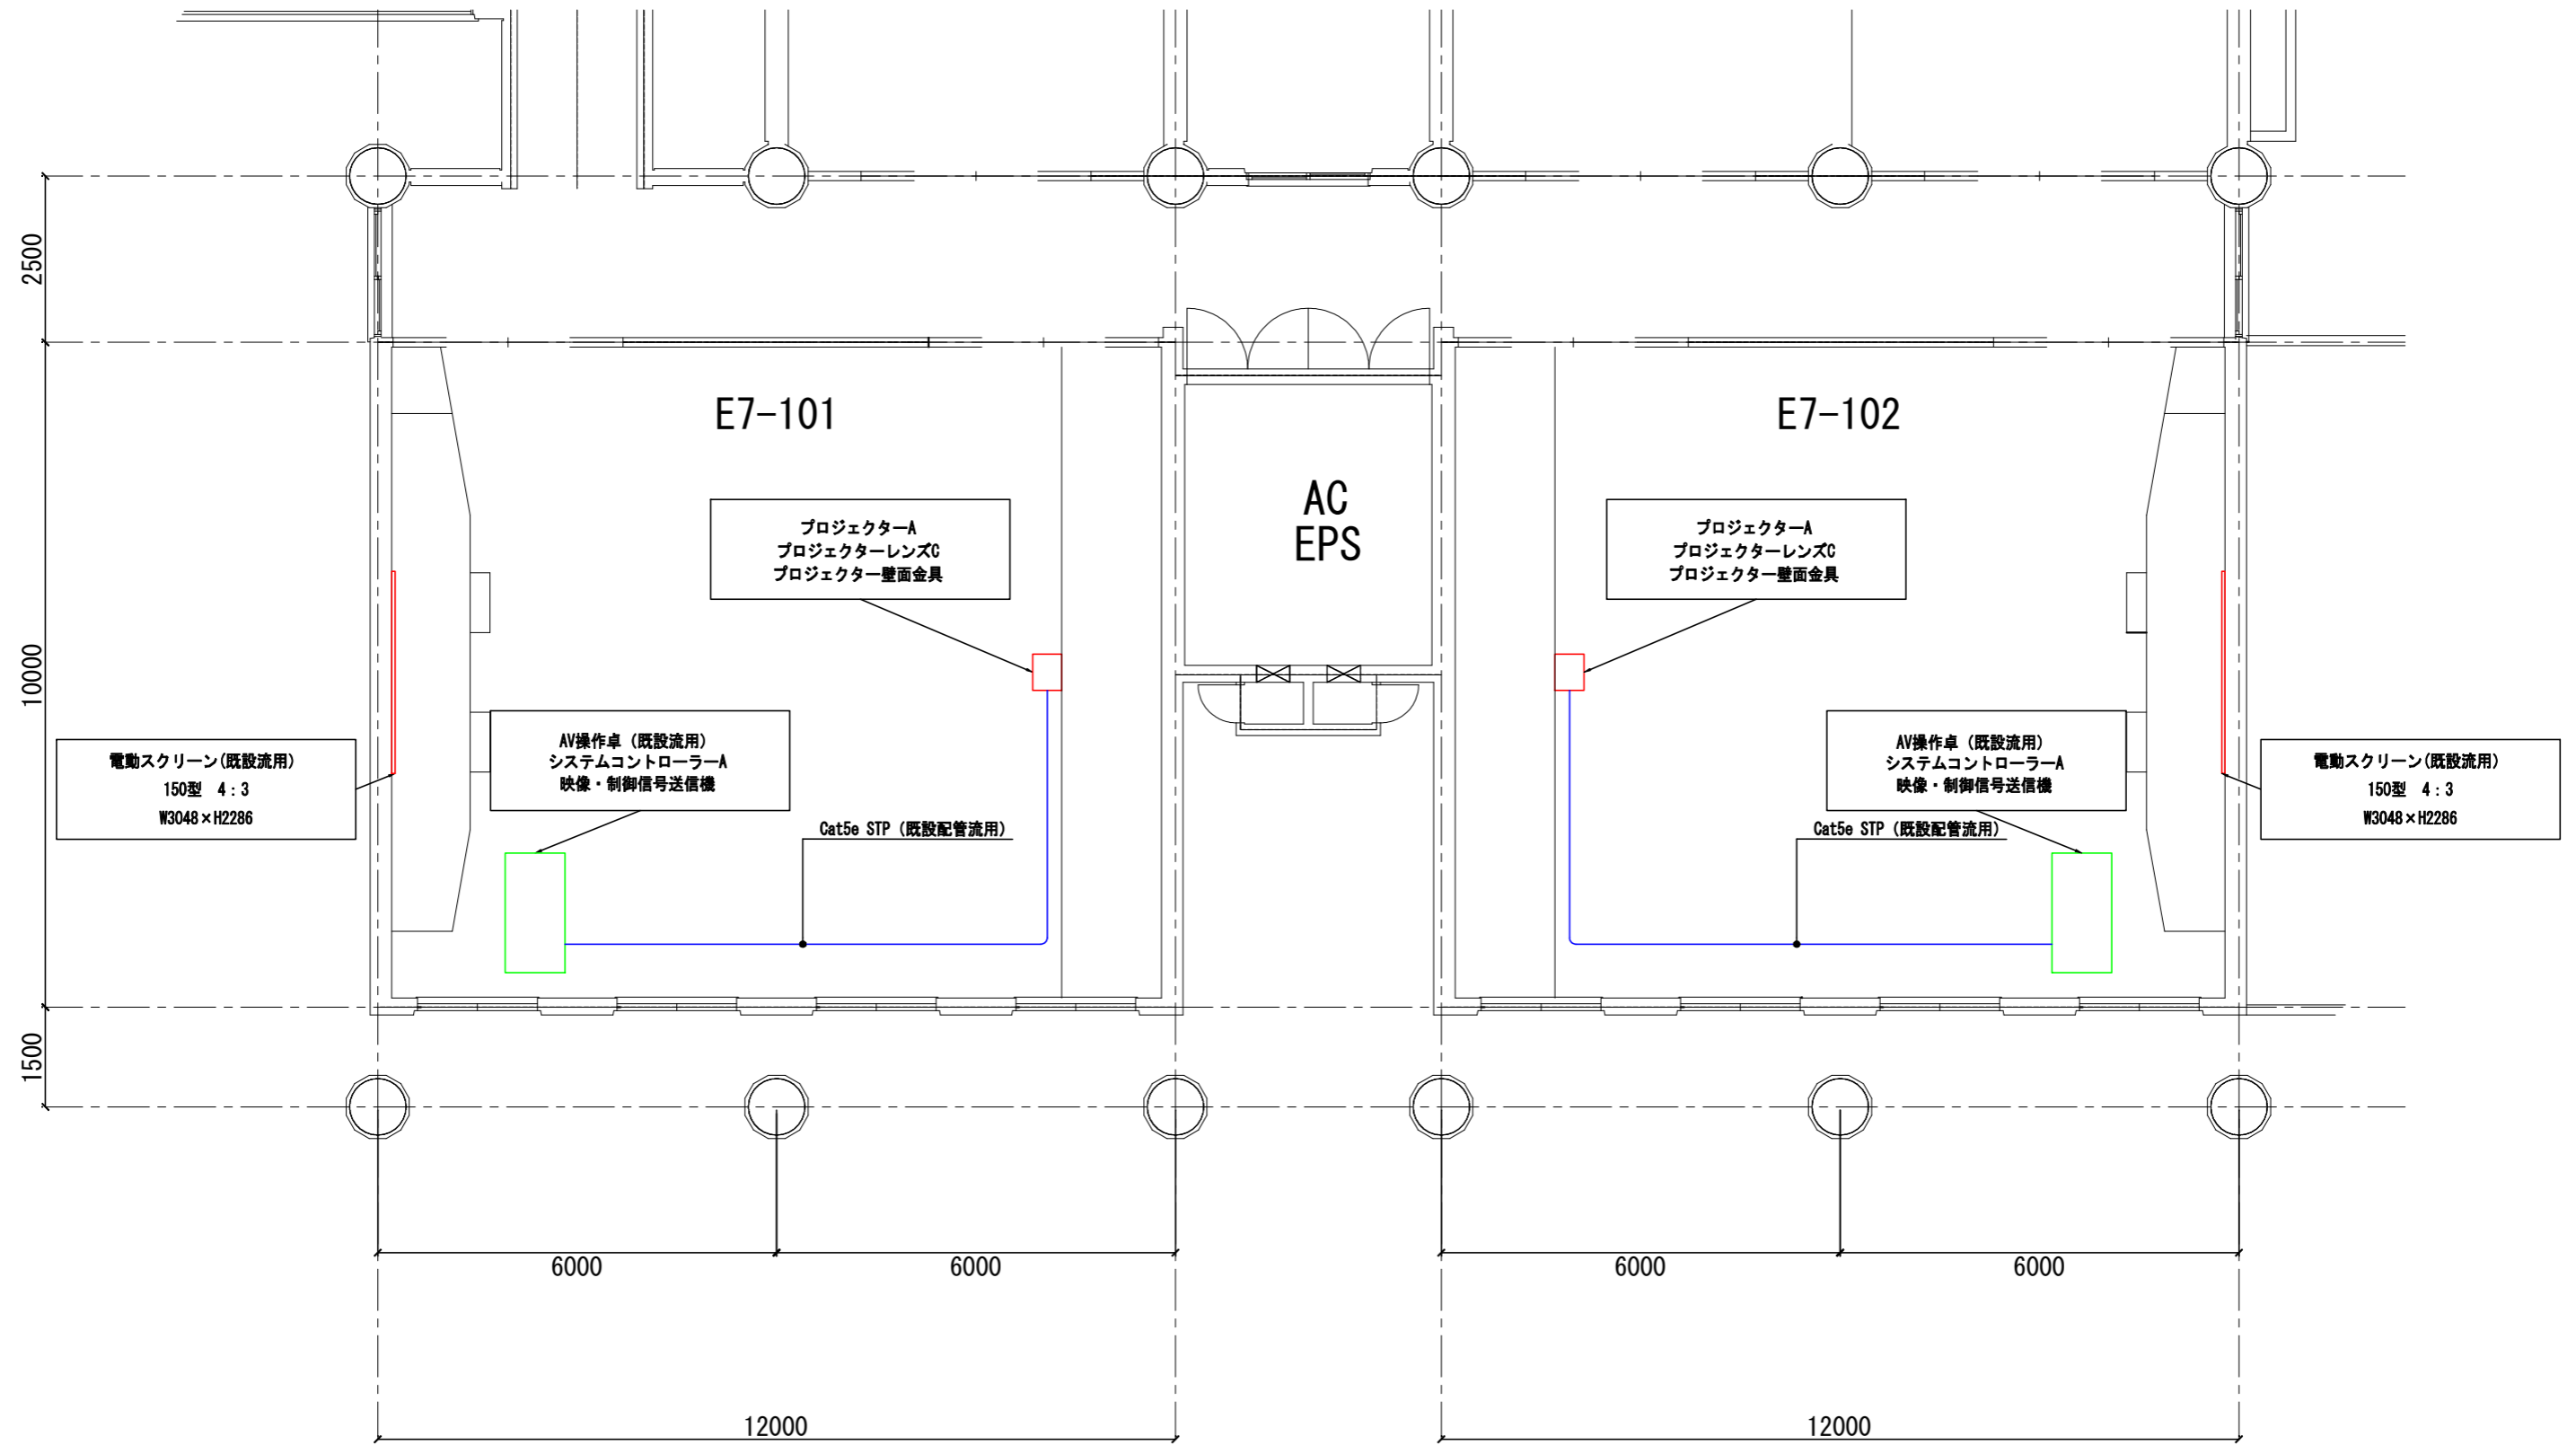 2500
10000
1500
E7-101
E7-102
AC
EPS
プロジェクターA
プロジェクターレンズC
プロジェクター壁面金具
プロジェクターA
プロジェクターレンズC
プロジェクター壁面金具
電動スクリーン(既設流用)
150型 4:3
W3048×H2286
AV操作卓(既設流用)
システムコントローラーA
映像・制御信号送信機
Cat5e STP(既設配管流用)
AV操作卓(既設流用)
システムコントローラーA
映像・制御信号送信機
Cat5e STP(既設配管流用)
電動スクリーン(既設流用)
150型 4:3
W3048×H2286
6000
6000
6000
6000
12000
12000